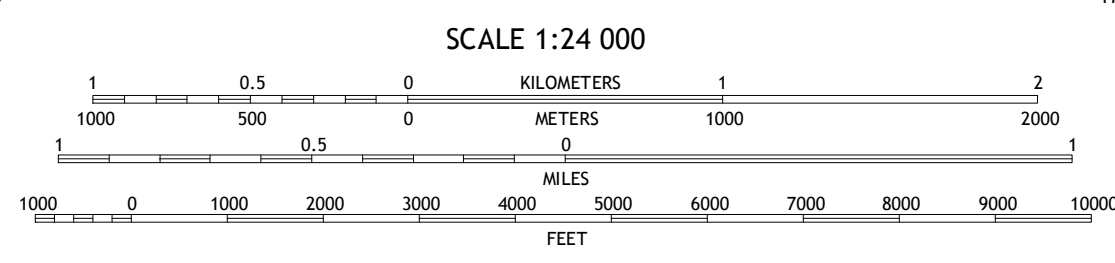 SCALE 1:24 000
1 0.5 0 KILOMETERS 1 2
1000 500 0 METERS 1000 2000
1 0.5 0 1
MILES
1000 0 1000 2000 3000 4000 5000 6000 7000 8000 9000 10000
FEET